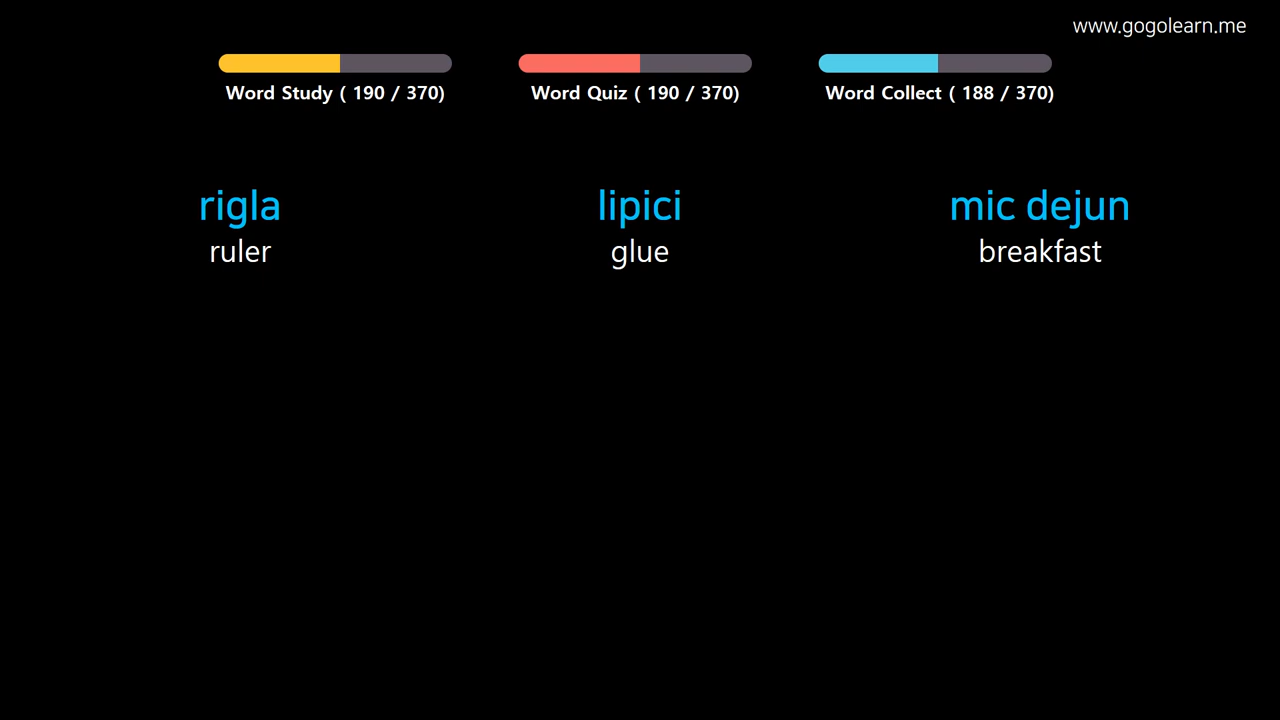 www.gogolearn.me
Word Study ( 190 / 370)
Word Quiz ( 190 / 370)
Word Collect ( 188 / 370)
rigla
ruler
lipici
glue
mic dejun
breakfast